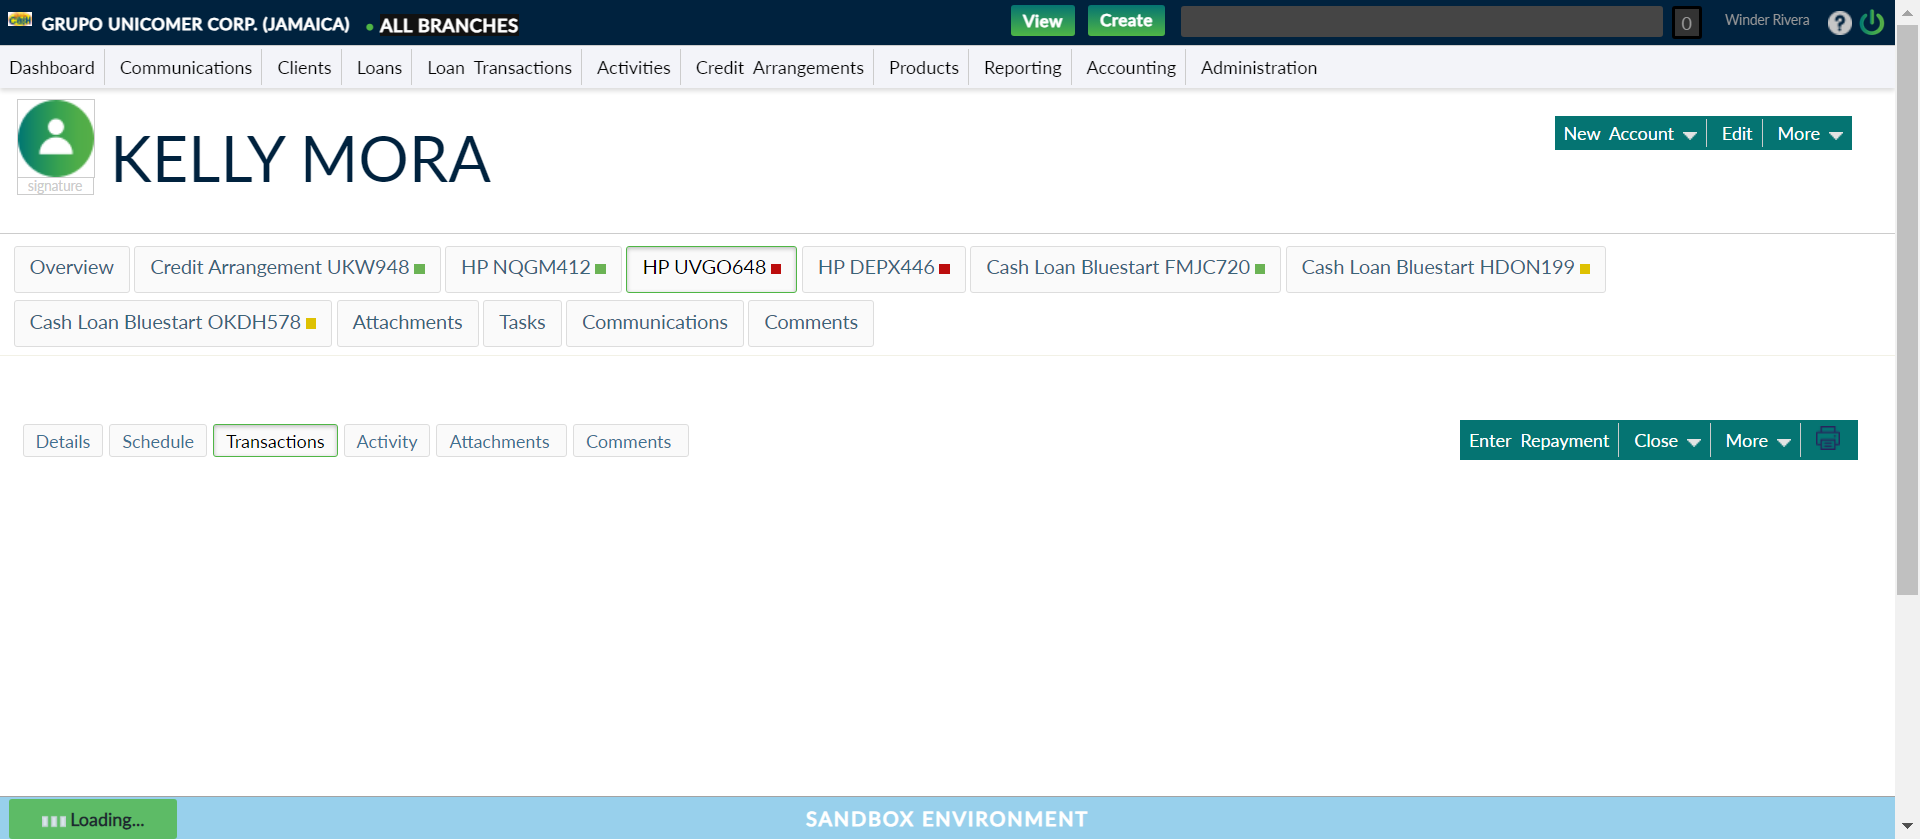 CASH GRUPO UNICOMER CORP. (JAMAICA) • ALL BRANCHES View Create 0 Winder Rivera ?
Dashboard Communications Clients Loans Loan Transactions Activities Credit Arrangements Products Reporting Accounting Administration
KELLY MORA
signature
New Account Edit More
Overview Credit Arrangement UKW948 HP NQGM412 HP UVGO648 HP DEPX446 Cash Loan Bluestart FMJC720 Cash Loan Bluestart HDON199
Cash Loan Bluestart OKDH578 Attachments Tasks Communications Comments
Details Schedule Transactions Activity Attachments Comments Enter Repayment Close More
Loading... SANDBOX ENVIRONMENT